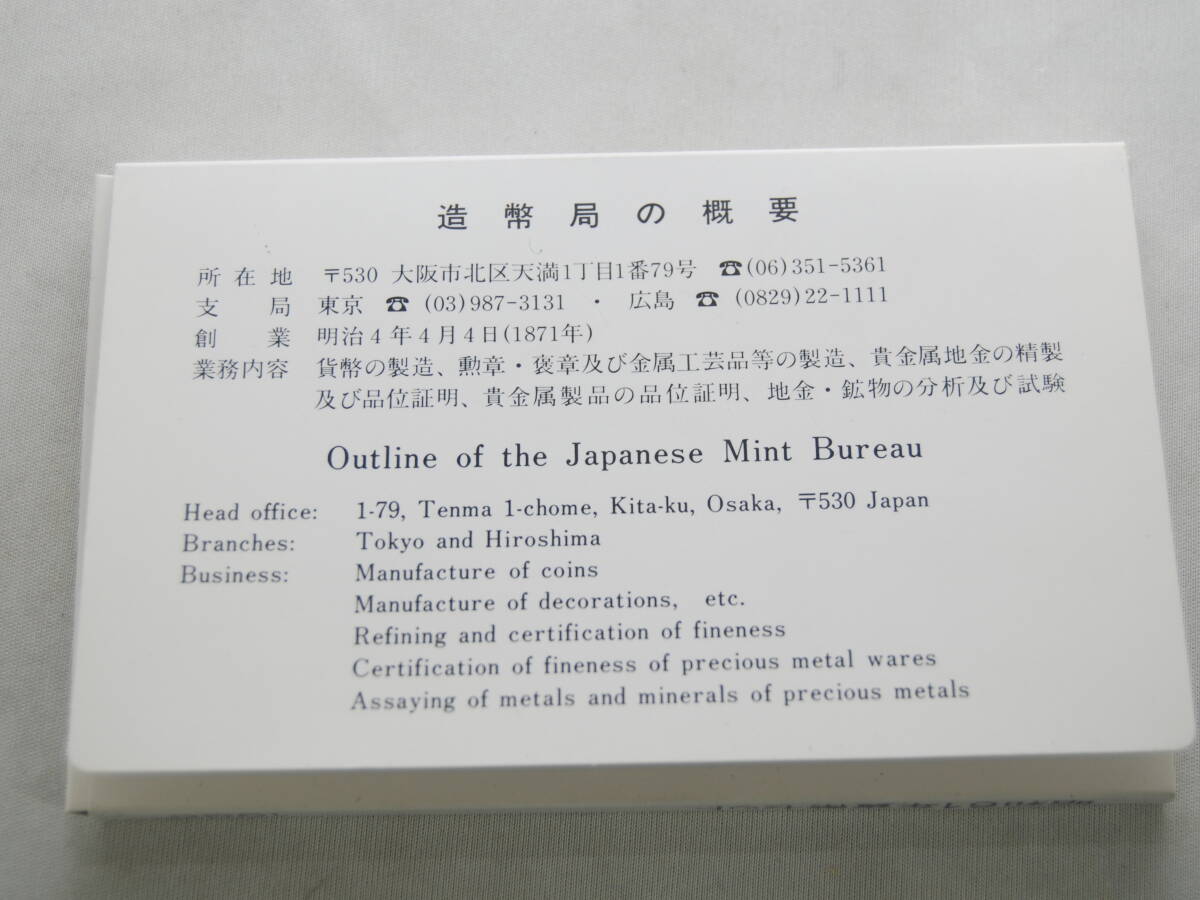 造幣局の概要
所在地 〒530 大阪市北区天満1丁目1番79号 ☎(06)351-5361
支局 東京 ☎ (03)987-3131 ・ 広島 ☎ (0829)22-1111
創業 明治4年4月4日(1871年)
業務内容 貨幣の製造、勲章・褒章及び金属工芸品等の製造、貴金属地金の精製
及び品位証明、貴金属製品の品位証明、地金・鉱物の分析及び試験
Outline of the Japanese Mint Bureau
Head office: 1-79, Tenma 1-chome, Kita-ku, Osaka, 〒530 Japan
Branches: Tokyo and Hiroshima
Business: Manufacture of coins
Manufacture of decorations, etc.
Refining and certification of fineness
Certification of fineness of precious metal wares
Assaying of metals and minerals of precious metals